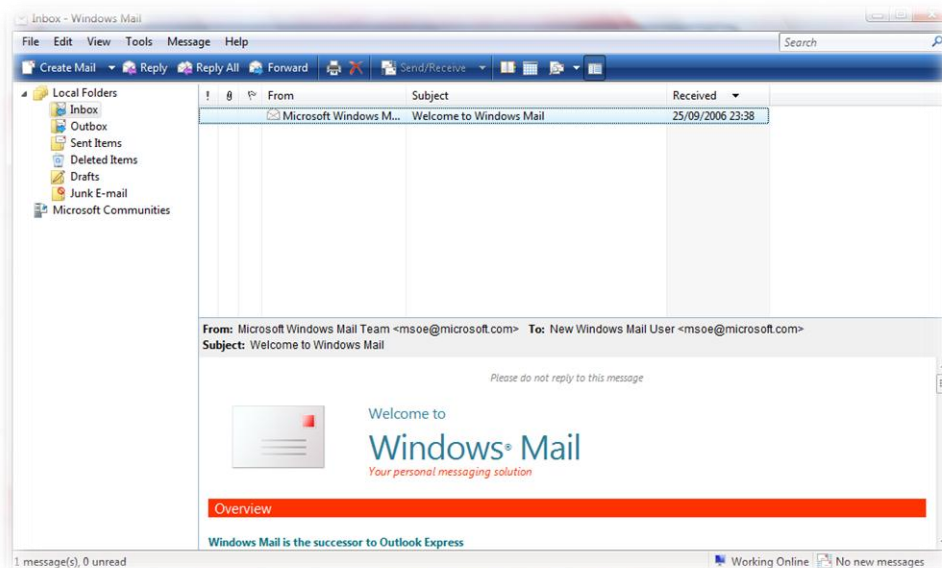 Inbox - Windows Mail
File Edit View Tools Message Help
Search
Create Mail Reply Reply All Forward Send/Receive
Local Folders
Inbox
Outbox
Sent Items
Deleted Items
Drafts
Junk E-mail
Microsoft Communities
! From Subject Received
Microsoft Windows M... Welcome to Windows Mail 25/09/2006 23:38
From: Microsoft Windows Mail Team <msoe@microsoft.com> To: New Windows Mail User <msoe@microsoft.com>
Subject: Welcome to Windows Mail
Please do not reply to this message
Welcome to
Windows® Mail
Your personal messaging solution
Overview
Windows Mail is the successor to Outlook Express
1 message(s), 0 unread
Working Online No new messages